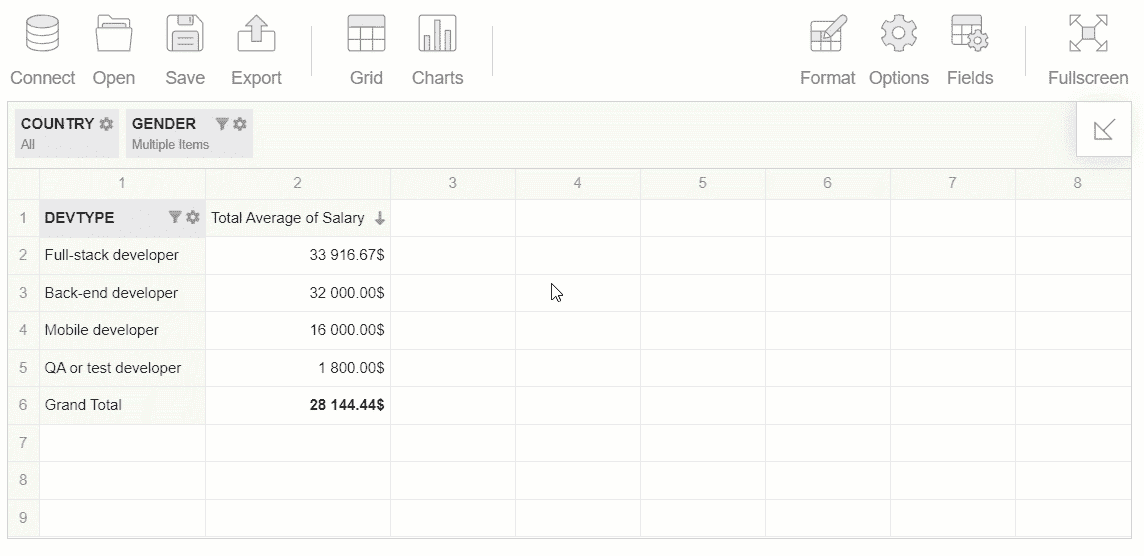 Connect Open Save Export Grid Charts Format Options Fields Fullscreen
COUNTRY GENDER
All Multiple Items
1 2 3 4 5 6 7 8
1 DEVTYPE Total Average of Salary
2 Full-stack developer 33 916.67$
3 Back-end developer 32 000.00$
4 Mobile developer 16 000.00$
5 QA or test developer 1 800.00$
6 Grand Total 28 144.44$
7
8
9